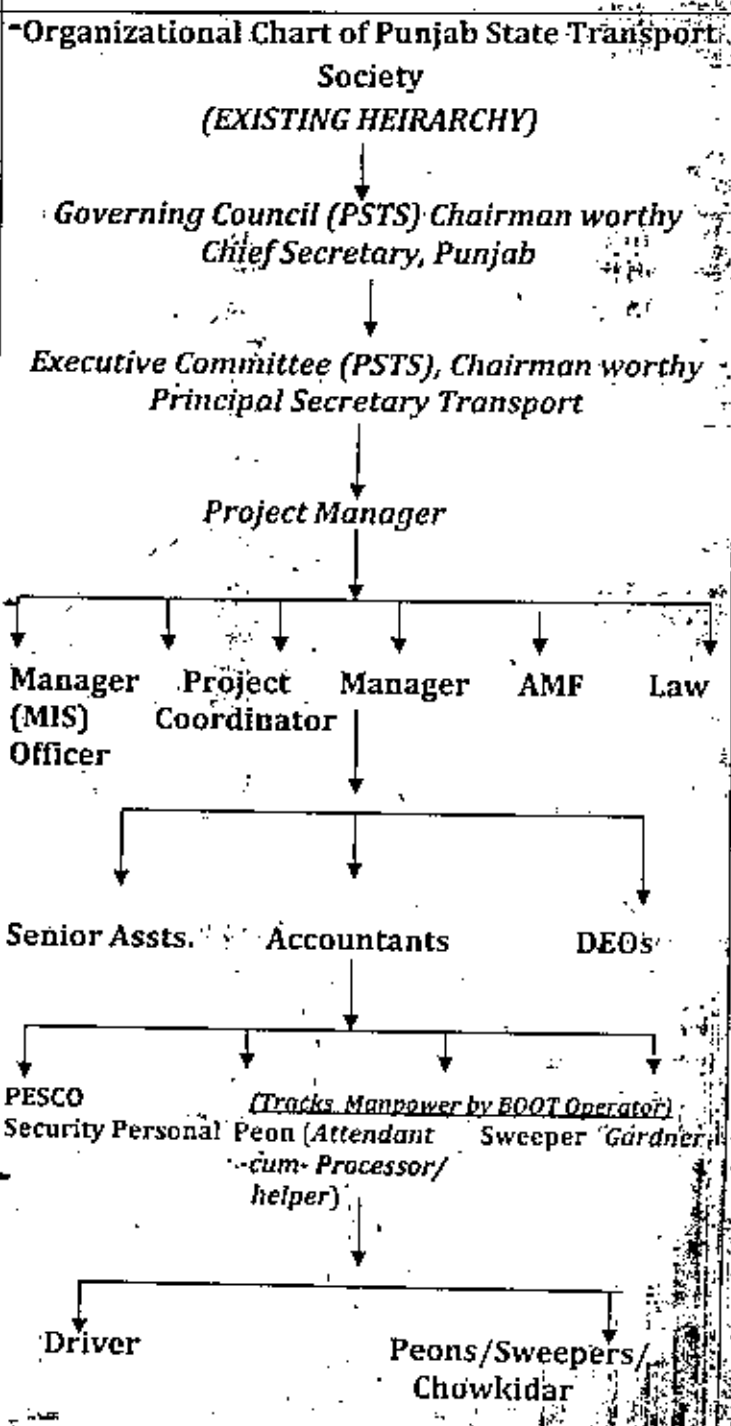 -Organizational Chart of Punjab State Transport
Society
(EXISTING HEIRARCHY)
Governing Council (PSTS) Chairman worthy
Chief Secretary, Punjab
Executive Committee (PSTS), Chairman worthy
Principal Secretary Transport
Project Manager
Manager Project Manager AMF Law
(MIS) Coordinator
Officer
Senior Assts. Accountants DEOs
PESCO (Tracks Manpower by BOOT Operator)
Security Personal Peon (Attendant Sweeper Gardner
-cum- Processor/
helper)
Driver Peons/Sweepers/
Chowkidar